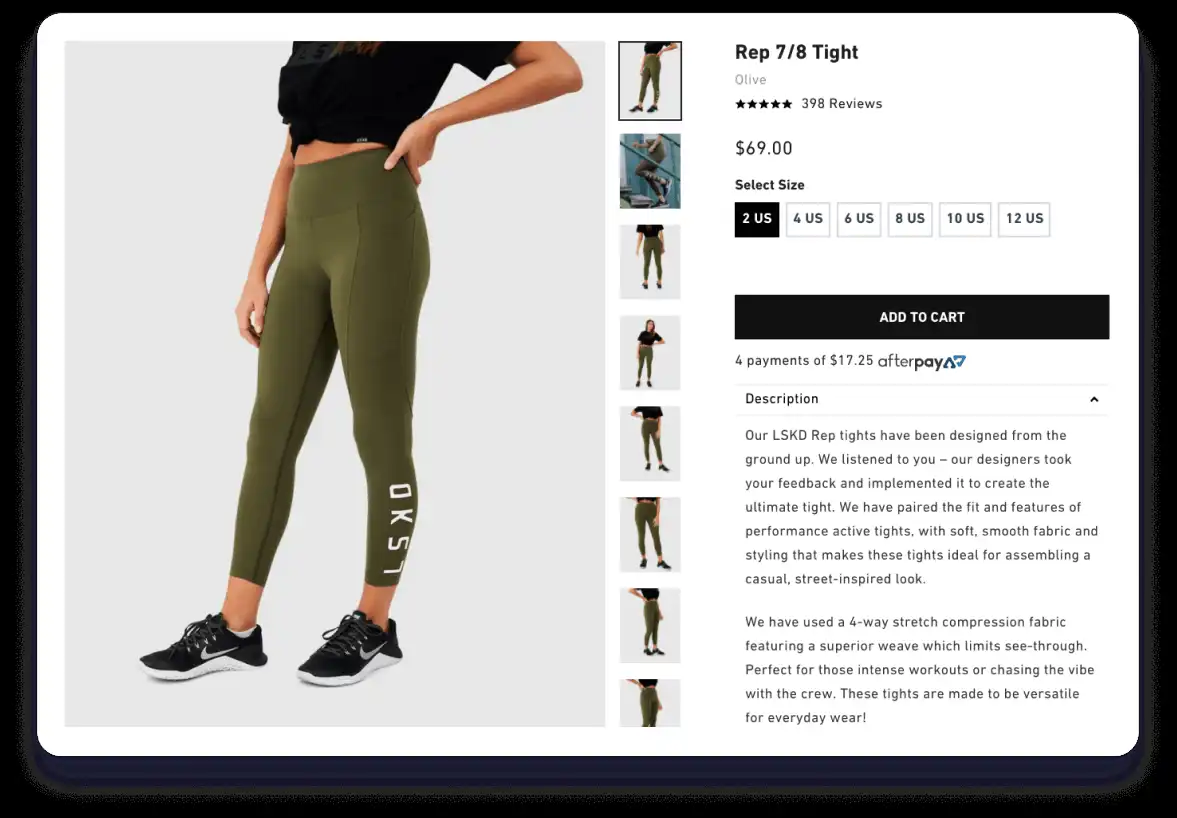 Rep 7/8 Tight
Olive
398 Reviews
$69.00
Select Size
2 US 4 US 6 US 8 US 10 US 12 US
ADD TO CART
4 payments of $17.25 afterpay
Description
Our LSKD Rep tights have been designed from the
ground up. We listened to you – our designers took
your feedback and implemented it to create the
ultimate tight. We have paired the fit and features of
performance active tights, with soft, smooth fabric and
styling that makes these tights ideal for assembling a
casual, street-inspired look.
We have used a 4-way stretch compression fabric
featuring a superior weave which limits see-through.
Perfect for those intense workouts or chasing the vibe
with the crew. These tights are made to be versatile
for everyday wear!
LSKD